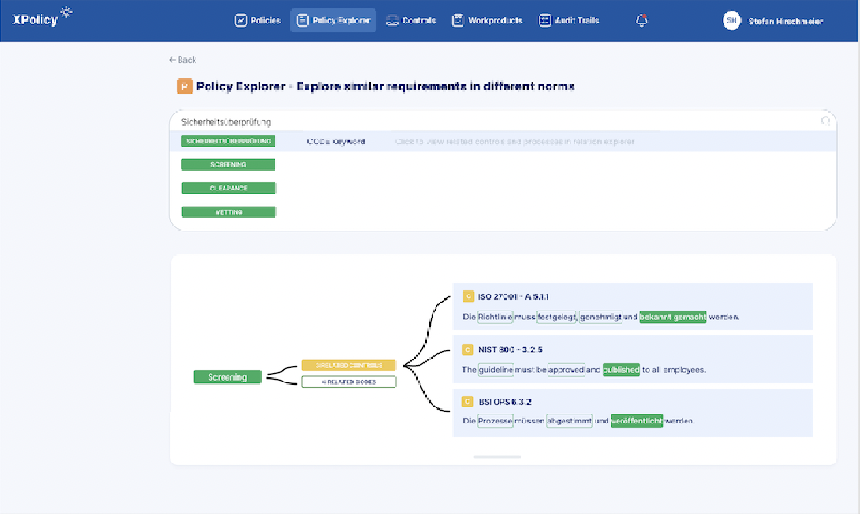 XPolicy
Policies
Policy Explorer
Controls
Workproducts
Audit Trails
SH
Stefan Hirschmeier
← Back
P Policy Explorer - Explore similar requirements in different norms
Sicherheitsüberprüfung
SICHERHEITSÜBERPRÜFUNG Keyword Click to view related controls and processes in relation explorer
SCREENING
CLEARANCE
VETTING
C ISO 27001 - A 5.1.1
Die Richtlinie muss festgelegt, genehmigt und bekannt gemacht werden.
C NIST 800 - 3.2.5
The guideline must be approved and published to all employees.
Screening
RELATED CONTROLS
RELATED NODES
C BSI OPS 6.3.2
Die Prozesse müssen abgestimmt und veröffentlicht werden